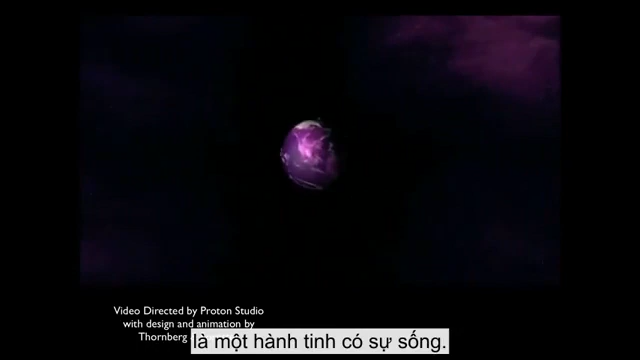 Video Directed by Proton Studio
with design and animation by
Thornberg
là một hành tinh có sự sống.